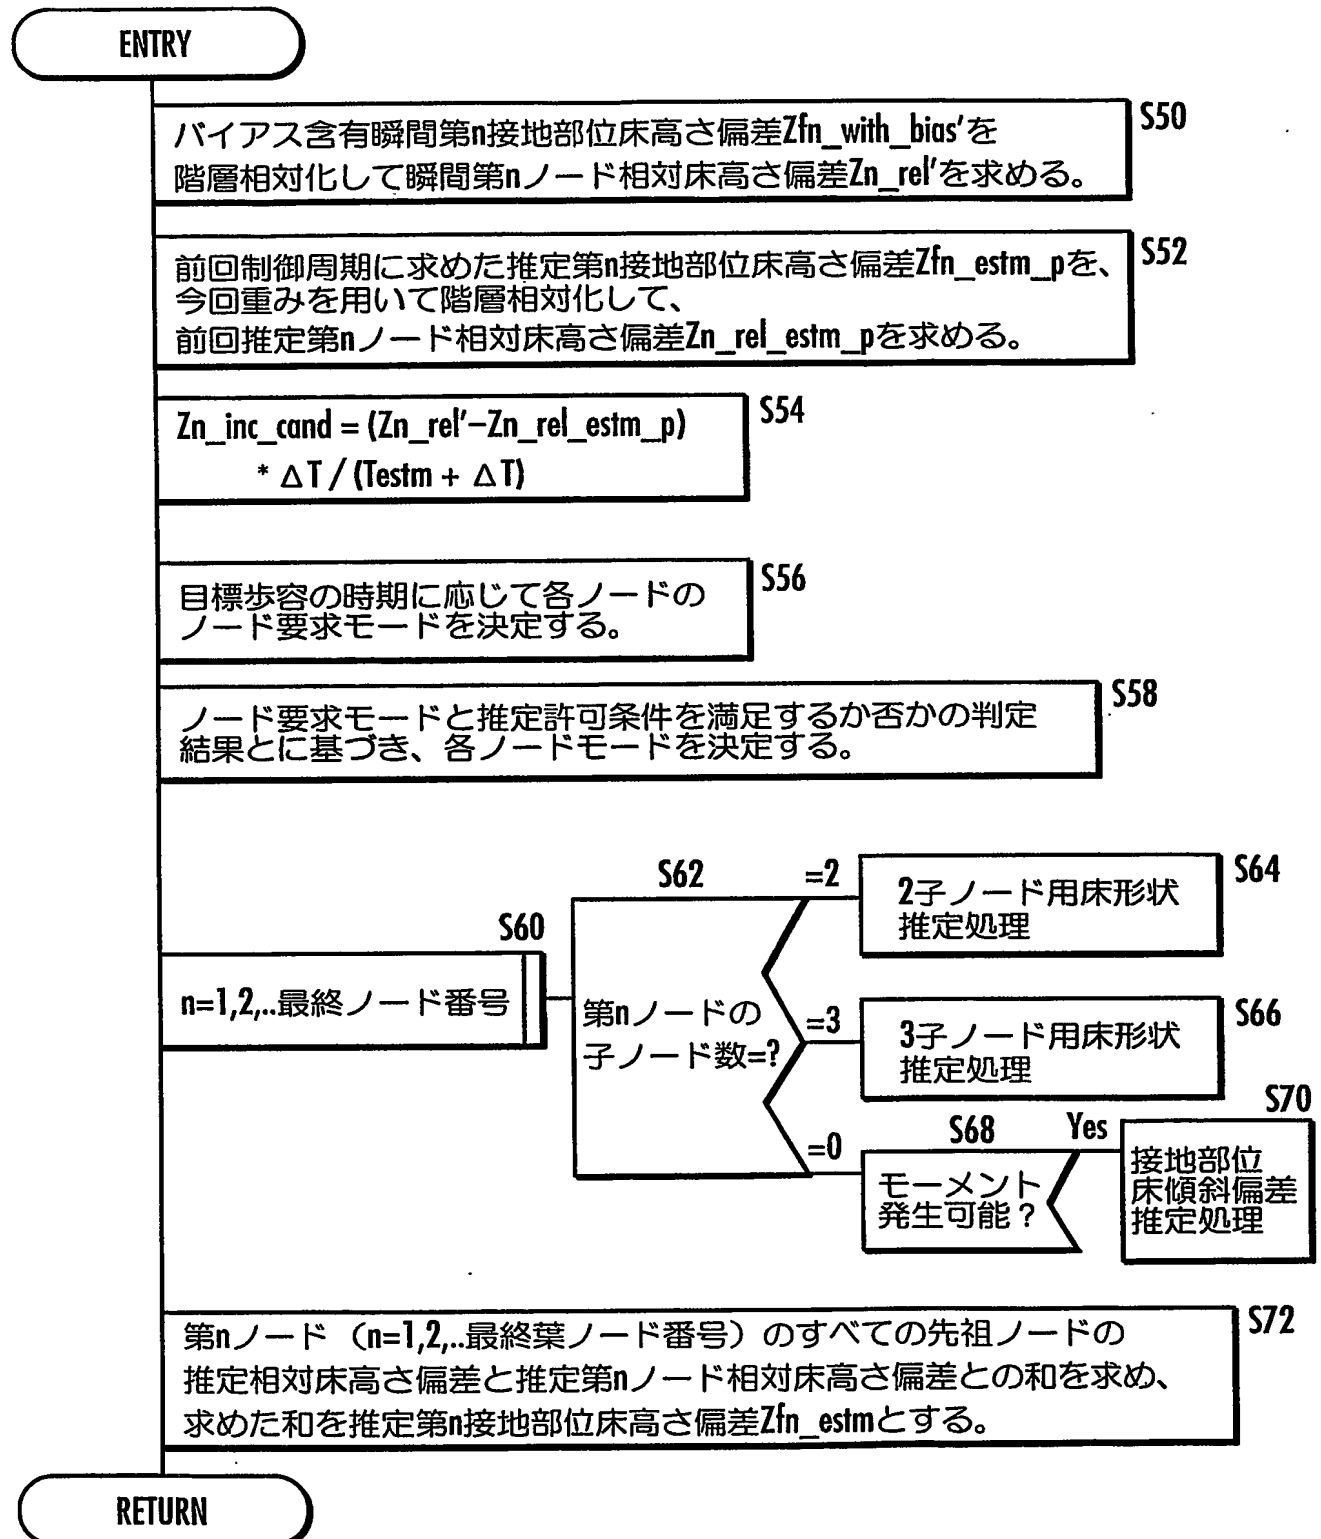 ENTRY
バイアス含有瞬間第n接地部位床高さ偏差Zfn_with_bias'を
階層相対化して瞬間第nノード相対床高さ偏差Zn_rel'を求める。
S50
前回制御周期に求めた推定第n接地部位床高さ偏差Zfn_estm_pを、
今回重みを用いて階層相対化して、
前回推定第nノード相対床高さ偏差Zn_rel_estm_pを求める。
S52
Zn_inc_cand = (Zn_rel'−Zn_rel_estm_p)
* ΔT / (Testm + ΔT)
S54
目標歩容の時期に応じて各ノードの
ノード要求モードを決定する。
S56
ノード要求モードと推定許可条件を満足するか否かの判定
結果とに基づき、各ノードモードを決定する。
S58
S60
n=1,2,..最終ノード番号
S62
第nノードの
子ノード数=?
=2
2子ノード用床形状
推定処理
S64
=3
3子ノード用床形状
推定処理
S66
=0
S68
モーメント
発生可能?
Yes
S70
接地部位
床傾斜偏差
推定処理
第nノード（n=1,2,..最終葉ノード番号）のすべての先祖ノードの
推定相対床高さ偏差と推定第nノード相対床高さ偏差との和を求め、
求めた和を推定第n接地部位床高さ偏差Zfn_estmとする。
S72
RETURN